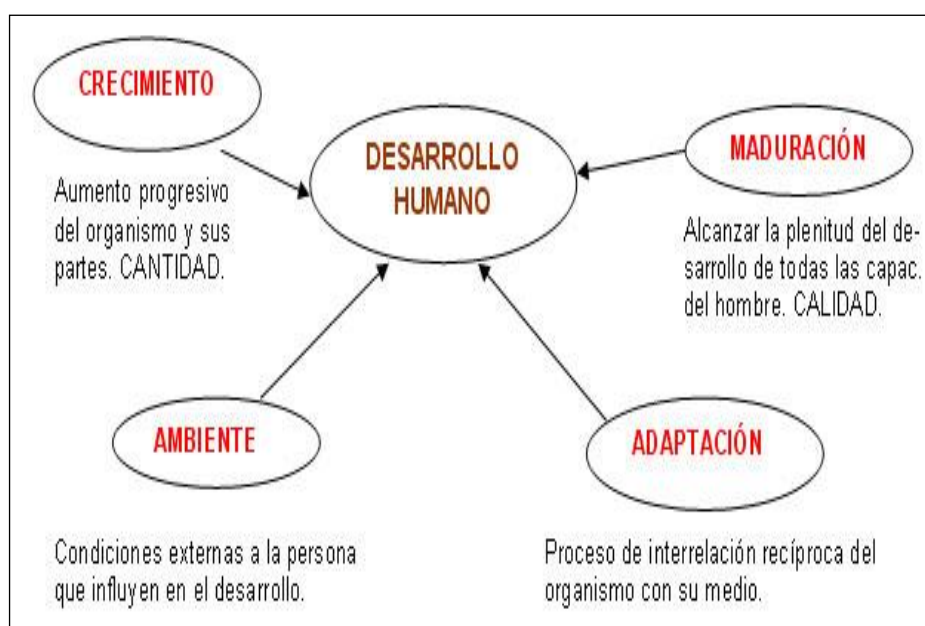 CRECIMIENTO
Aumento progresivo
del organismo y sus
partes. CANTIDAD.
DESARROLLO
HUMANO
MADURACIÓN
Alcanzar la plenitud del de-
sarrollo de todas las capac.
del hombre. CALIDAD.
AMBIENTE
Condiciones externas a la persona
que influyen en el desarrollo.
ADAPTACIÓN
Proceso de interrelación recíproca del
organismo con su medio.